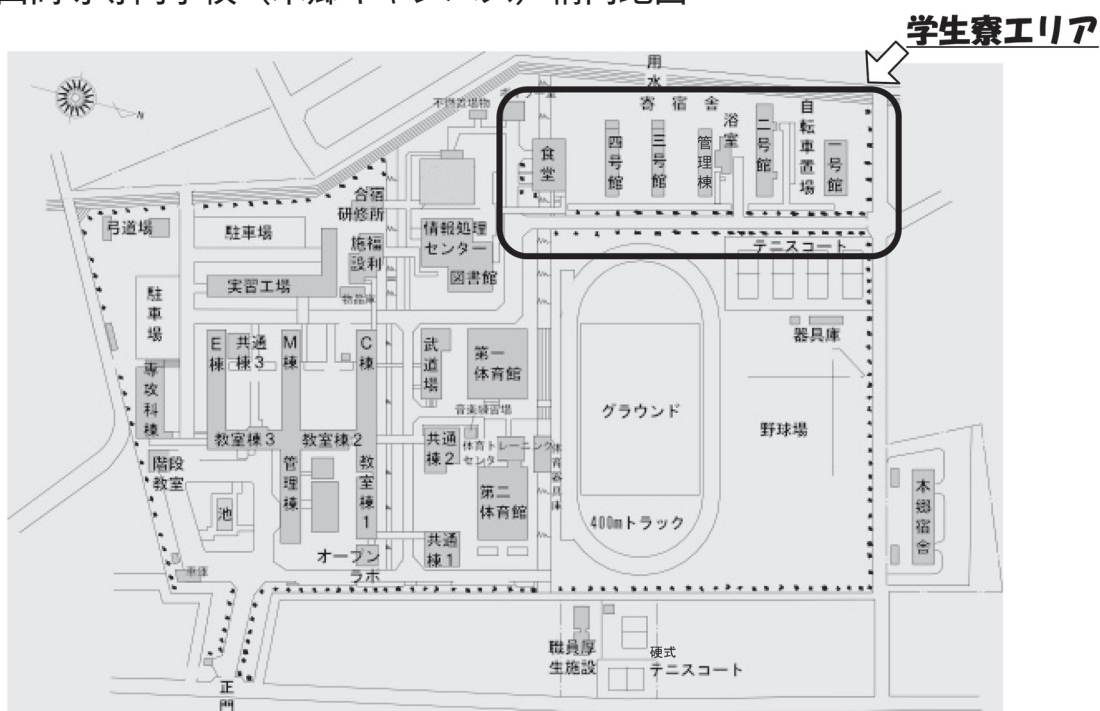 学生寮エリア
用水
寄宿舎
不燃置場物
食堂
四号館
三号館
管理棟
浴室
二号館
自転車置場
一号館
合宿
研修所
弓道場
駐車場
施福
設利
情報処理
センター
図書館
テニスコート
実習工場
物品庫
駐車場
器具庫
E棟
共通
棟3
M棟
C棟
武道場
第一
体育館
専攻科棟
音楽練習場
グラウンド
野球場
教室棟3
教室棟2
共通
棟2
体育トレーニング
センター
体育器具庫
階段
教室
管理棟
教室棟1
第二
体育館
池
本郷宿舎
400mトラック
オープン
ラボ
共通
棟1
車庫
職員厚
生施設
硬式
テニスコート
正門